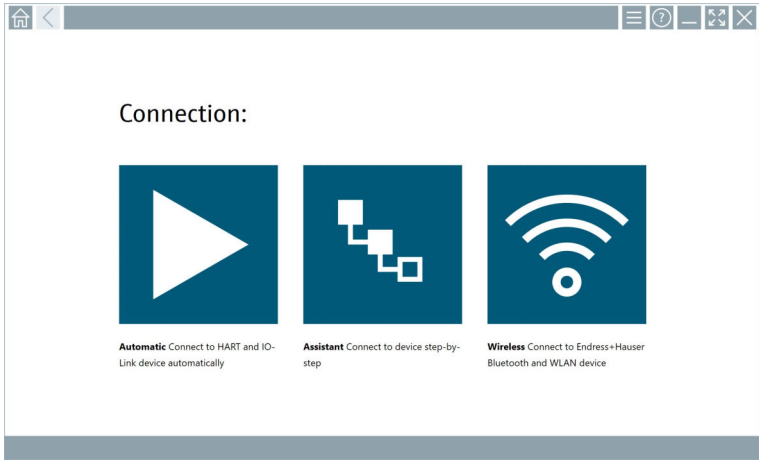 Connection:
Automatic Connect to HART and IO-
Link device automatically
Assistant Connect to device step-by-
step
Wireless Connect to Endress+Hauser
Bluetooth and WLAN device